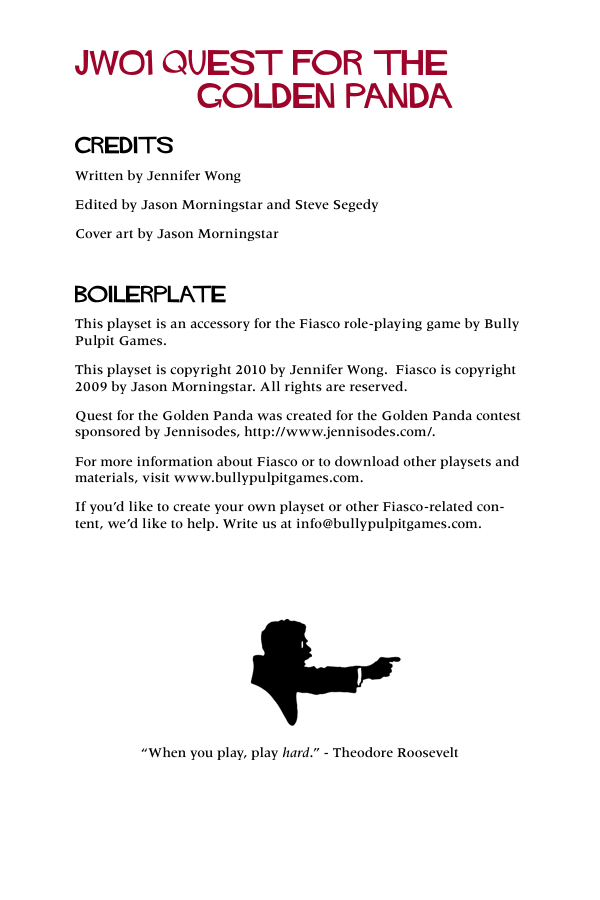 JW01 QUEST FOR THE
GOLDEN PANDA
CREDITS
Written by Jennifer Wong
Edited by Jason Morningstar and Steve Segedy
Cover art by Jason Morningstar
BOILERPLATE
This playset is an accessory for the Fiasco role-playing game by Bully
Pulpit Games.
This playset is copyright 2010 by Jennifer Wong.  Fiasco is copyright
2009 by Jason Morningstar. All rights are reserved.
Quest for the Golden Panda was created for the Golden Panda contest
sponsored by Jennisodes, http://www.jennisodes.com/.
For more information about Fiasco or to download other playsets and
materials, visit www.bullypulpitgames.com.
If you’d like to create your own playset or other Fiasco-related con-
tent, we’d like to help. Write us at info@bullypulpitgames.com.
“When you play, play hard.” - Theodore Roosevelt